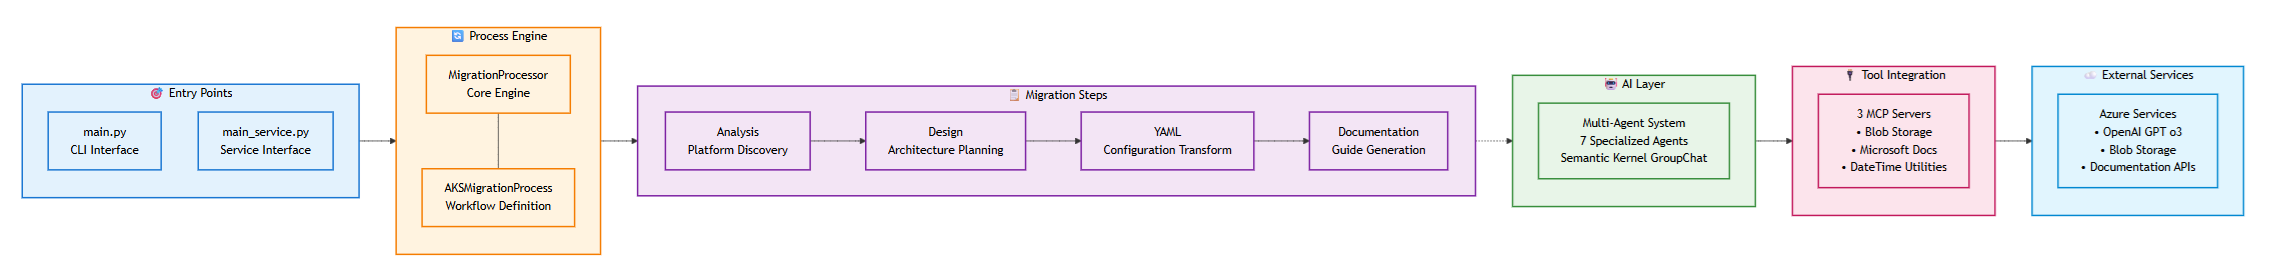 Entry Points
main.py
CLI Interface
main_service.py
Service Interface
Process Engine
MigrationProcessor
Core Engine
AKSMigrationProcess
Workflow Definition
Migration Steps
Analysis
Platform Discovery
Design
Architecture Planning
YAML
Configuration Transform
Documentation
Guide Generation
AI Layer
Multi-Agent System
7 Specialized Agents
Semantic Kernel GroupChat
Tool Integration
3 MCP Servers
• Blob Storage
• Microsoft Docs
• DateTime Utilities
External Services
Azure Services
• OpenAI GPT o3
• Blob Storage
• Documentation APIs